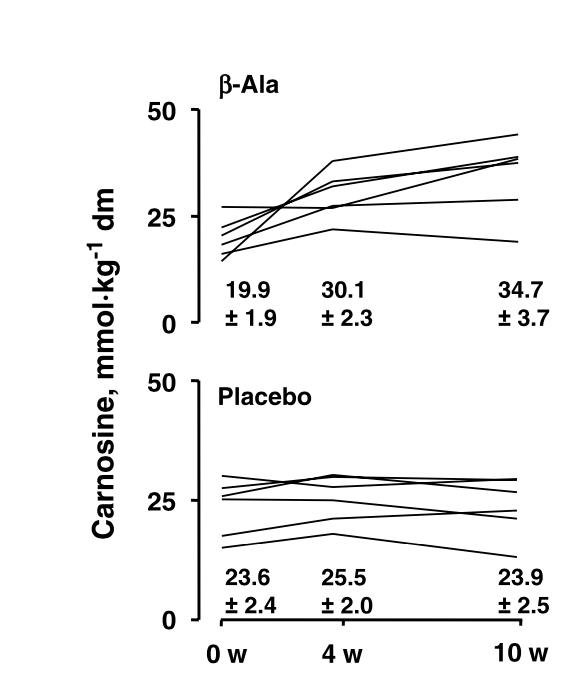 β-Ala
50
25
0
19.9 30.1 34.7
± 1.9 ± 2.3 ± 3.7
Carnosine, mmol·kg⁻¹ dm
Placebo
50
25
0
23.6 25.5 23.9
± 2.4 ± 2.0 ± 2.5
0 w 4 w 10 w